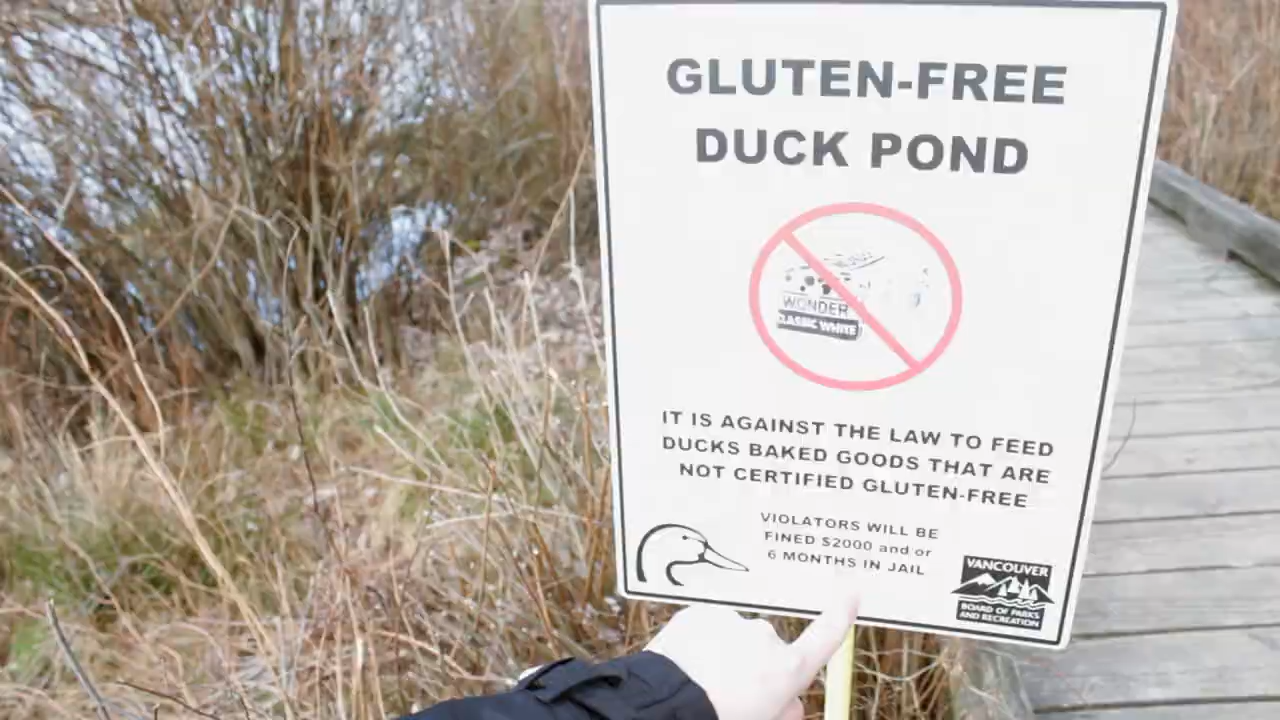 GLUTEN-FREE
DUCK POND
WONDER
CLASSIC WHITE
IT IS AGAINST THE LAW TO FEED
DUCKS BAKED GOODS THAT ARE
NOT CERTIFIED GLUTEN-FREE
VIOLATORS WILL BE
FINED $2000 and or
6 MONTHS IN JAIL
VANCOUVER
BOARD OF PARKS
AND RECREATION